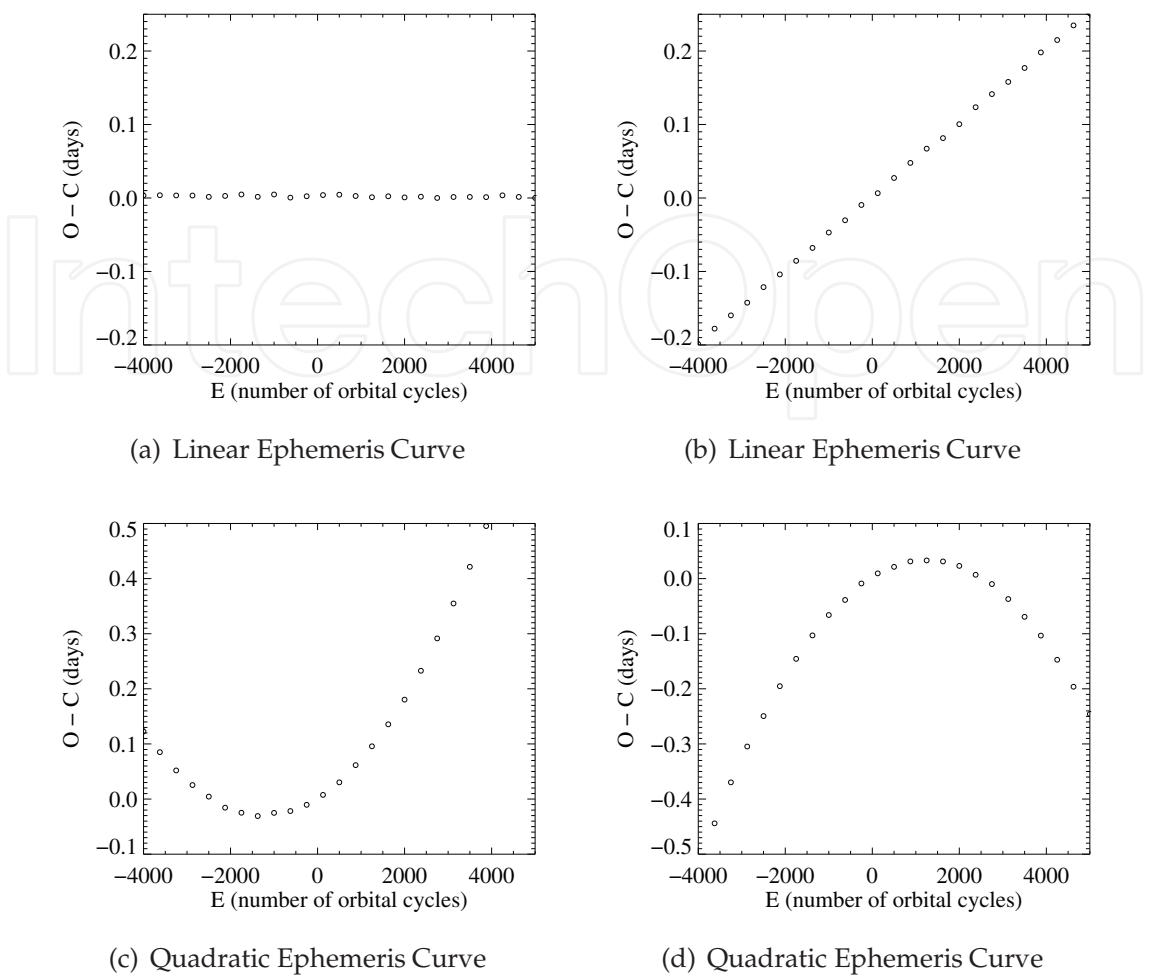 0.2
0.1
0.0
−0.1
−0.2
O − C (days)
−4000 −2000 0 2000 4000
E (number of orbital cycles)
(a) Linear Ephemeris Curve
0.2
0.1
0.0
−0.1
−0.2
O − C (days)
−4000 −2000 0 2000 4000
E (number of orbital cycles)
(b) Linear Ephemeris Curve
0.5
0.4
0.3
0.2
0.1
0.0
−0.1
O − C (days)
−4000 −2000 0 2000 4000
E (number of orbital cycles)
(c) Quadratic Ephemeris Curve
0.1
0.0
−0.1
−0.2
−0.3
−0.4
−0.5
O − C (days)
−4000 −2000 0 2000 4000
E (number of orbital cycles)
(d) Quadratic Ephemeris Curve
IntechOpen